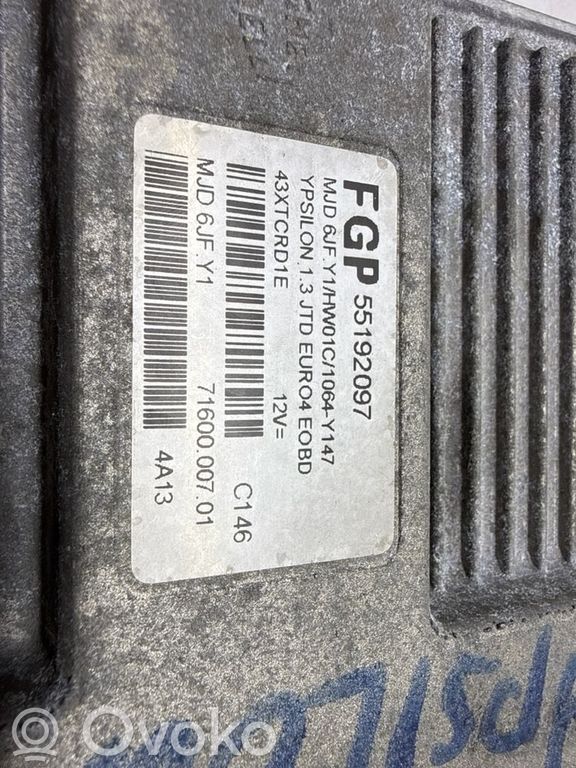 FGP 55192097
MJD 6JF.Y1/HW01C/1064-Y147
YPSILON 1.3 JTD EURO4 EOBD
43XTCRD1E 12V=
C146
MJD 6JF.Y1 71600.007.01
4A13
Ovoko